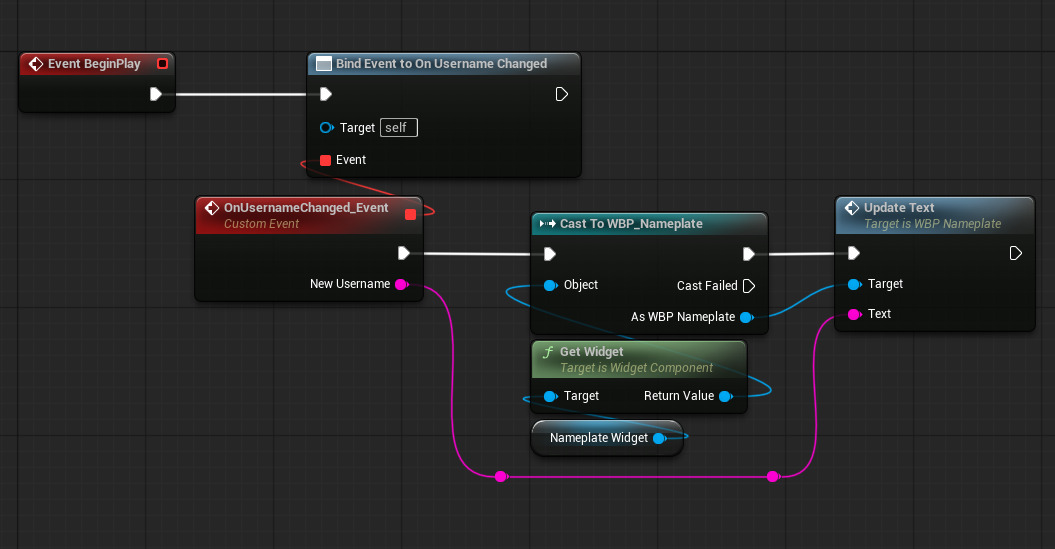 Event BeginPlay
Bind Event to On Username Changed
Target self
Event
OnUsernameChanged_Event
Custom Event
New Username
Cast To WBP_Nameplate
Object
Cast Failed
As WBP Nameplate
Get Widget
Target is Widget Component
Target
Return Value
Nameplate Widget
Update Text
Target is WBP Nameplate
Target
Text